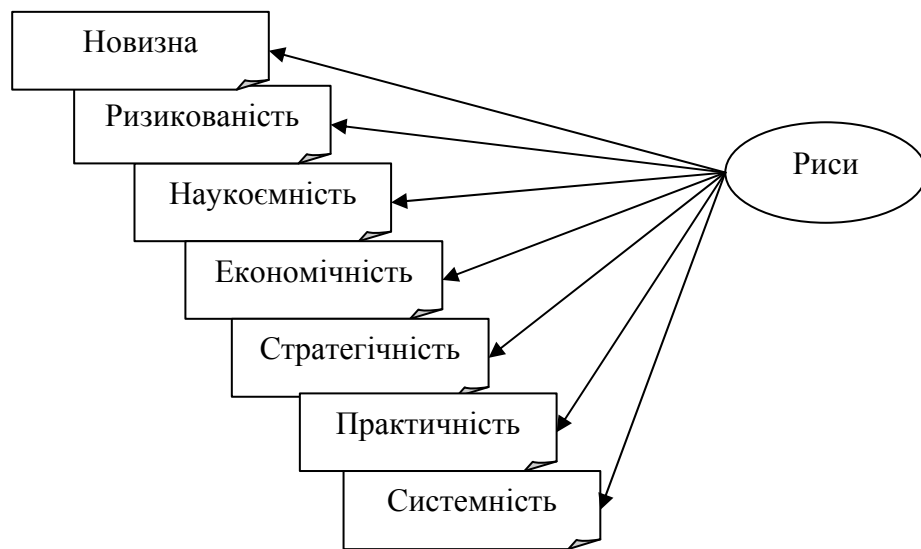 Новизна
Ризикованість
Наукоємність
Економічність
Стратегічність
Практичність
Системність
Риси